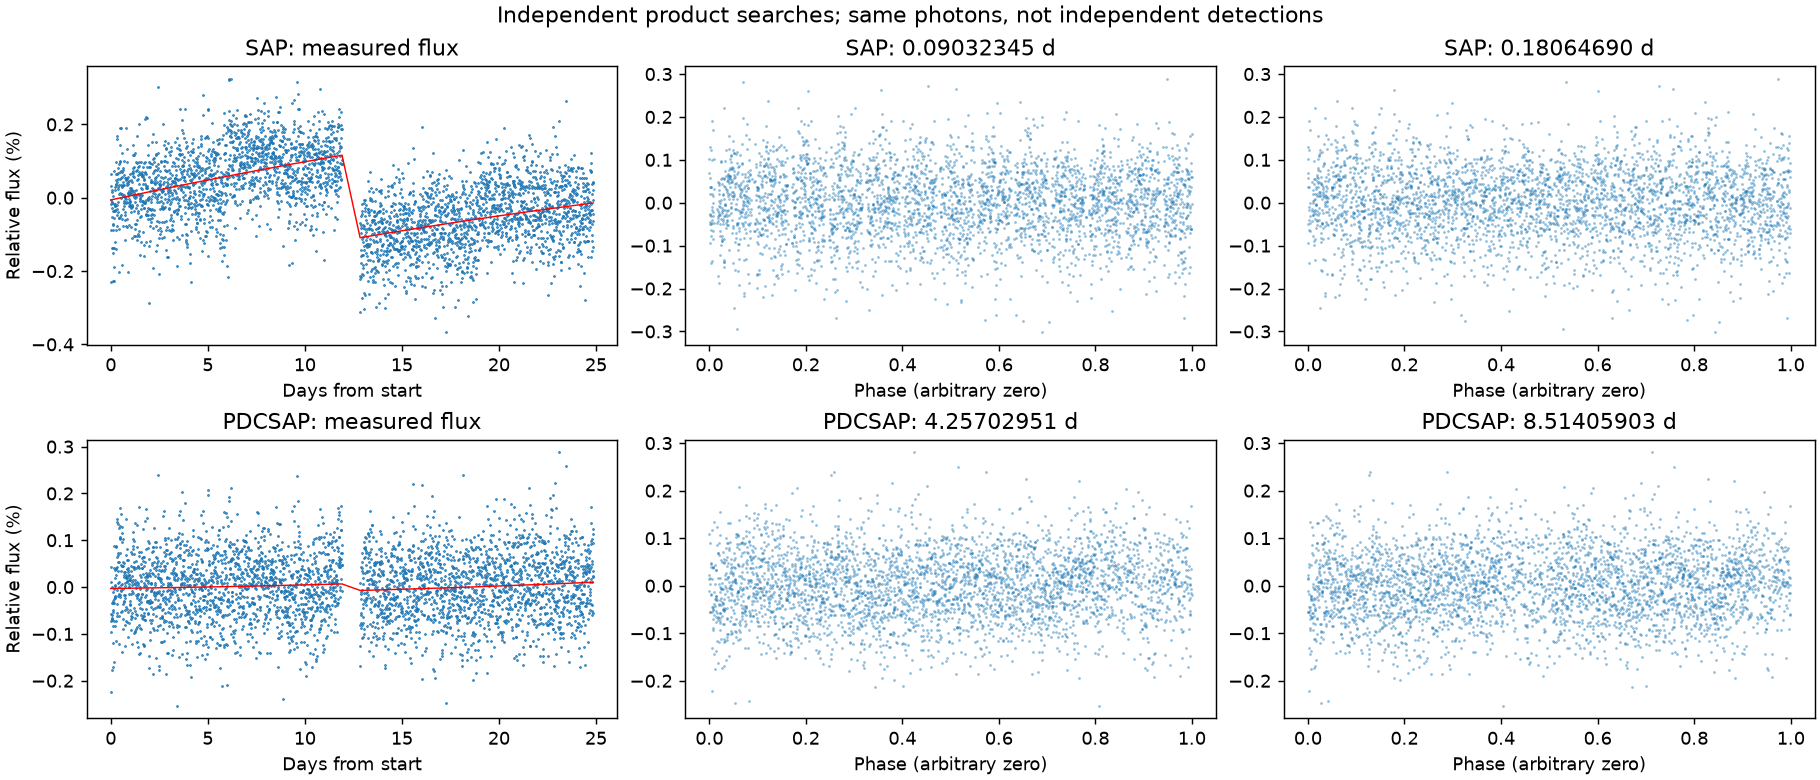 Independent product searches; same photons, not independent detections
SAP: measured flux
SAP: 0.09032345 d
SAP: 0.18064690 d
Relative flux (%)
0.2
0.0
−0.2
−0.4
0 5 10 15 20 25
Days from start
0.3
0.2
0.1
0.0
−0.1
−0.2
−0.3
0.0 0.2 0.4 0.6 0.8 1.0
Phase (arbitrary zero)
0.3
0.2
0.1
0.0
−0.1
−0.2
−0.3
0.0 0.2 0.4 0.6 0.8 1.0
Phase (arbitrary zero)
PDCSAP: measured flux
PDCSAP: 4.25702951 d
PDCSAP: 8.51405903 d
Relative flux (%)
0.3
0.2
0.1
0.0
−0.1
−0.2
0 5 10 15 20 25
Days from start
0.3
0.2
0.1
0.0
−0.1
−0.2
0.0 0.2 0.4 0.6 0.8 1.0
Phase (arbitrary zero)
0.3
0.2
0.1
0.0
−0.1
−0.2
0.0 0.2 0.4 0.6 0.8 1.0
Phase (arbitrary zero)